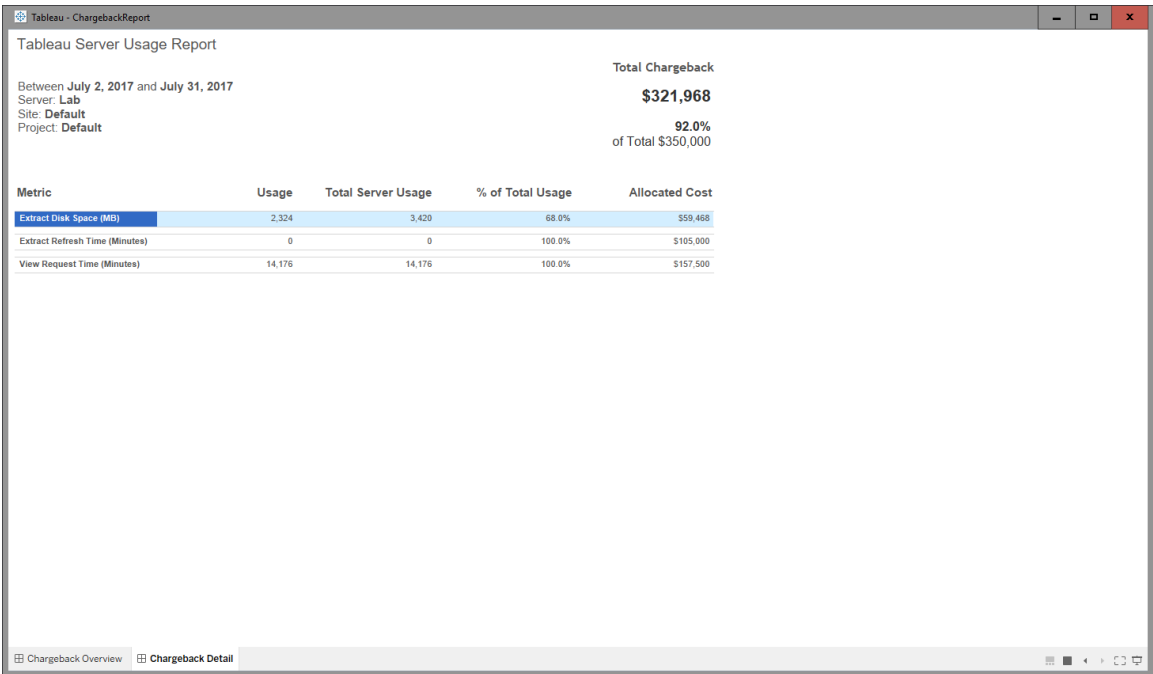 Tableau - ChargebackReport
Tableau Server Usage Report
Total Chargeback
Between July 2, 2017 and July 31, 2017
$321,968
Server: Lab
Site: Default
92.0%
Project: Default
of Total $350,000
Metric Usage Total Server Usage % of Total Usage Allocated Cost
Extract Disk Space (MB) 2,324 3,420 68.0% $59,468
Extract Refresh Time (Minutes) 0 0 100.0% $105,000
View Request Time (Minutes) 14,176 14,176 100.0% $157,500
Chargeback Overview Chargeback Detail